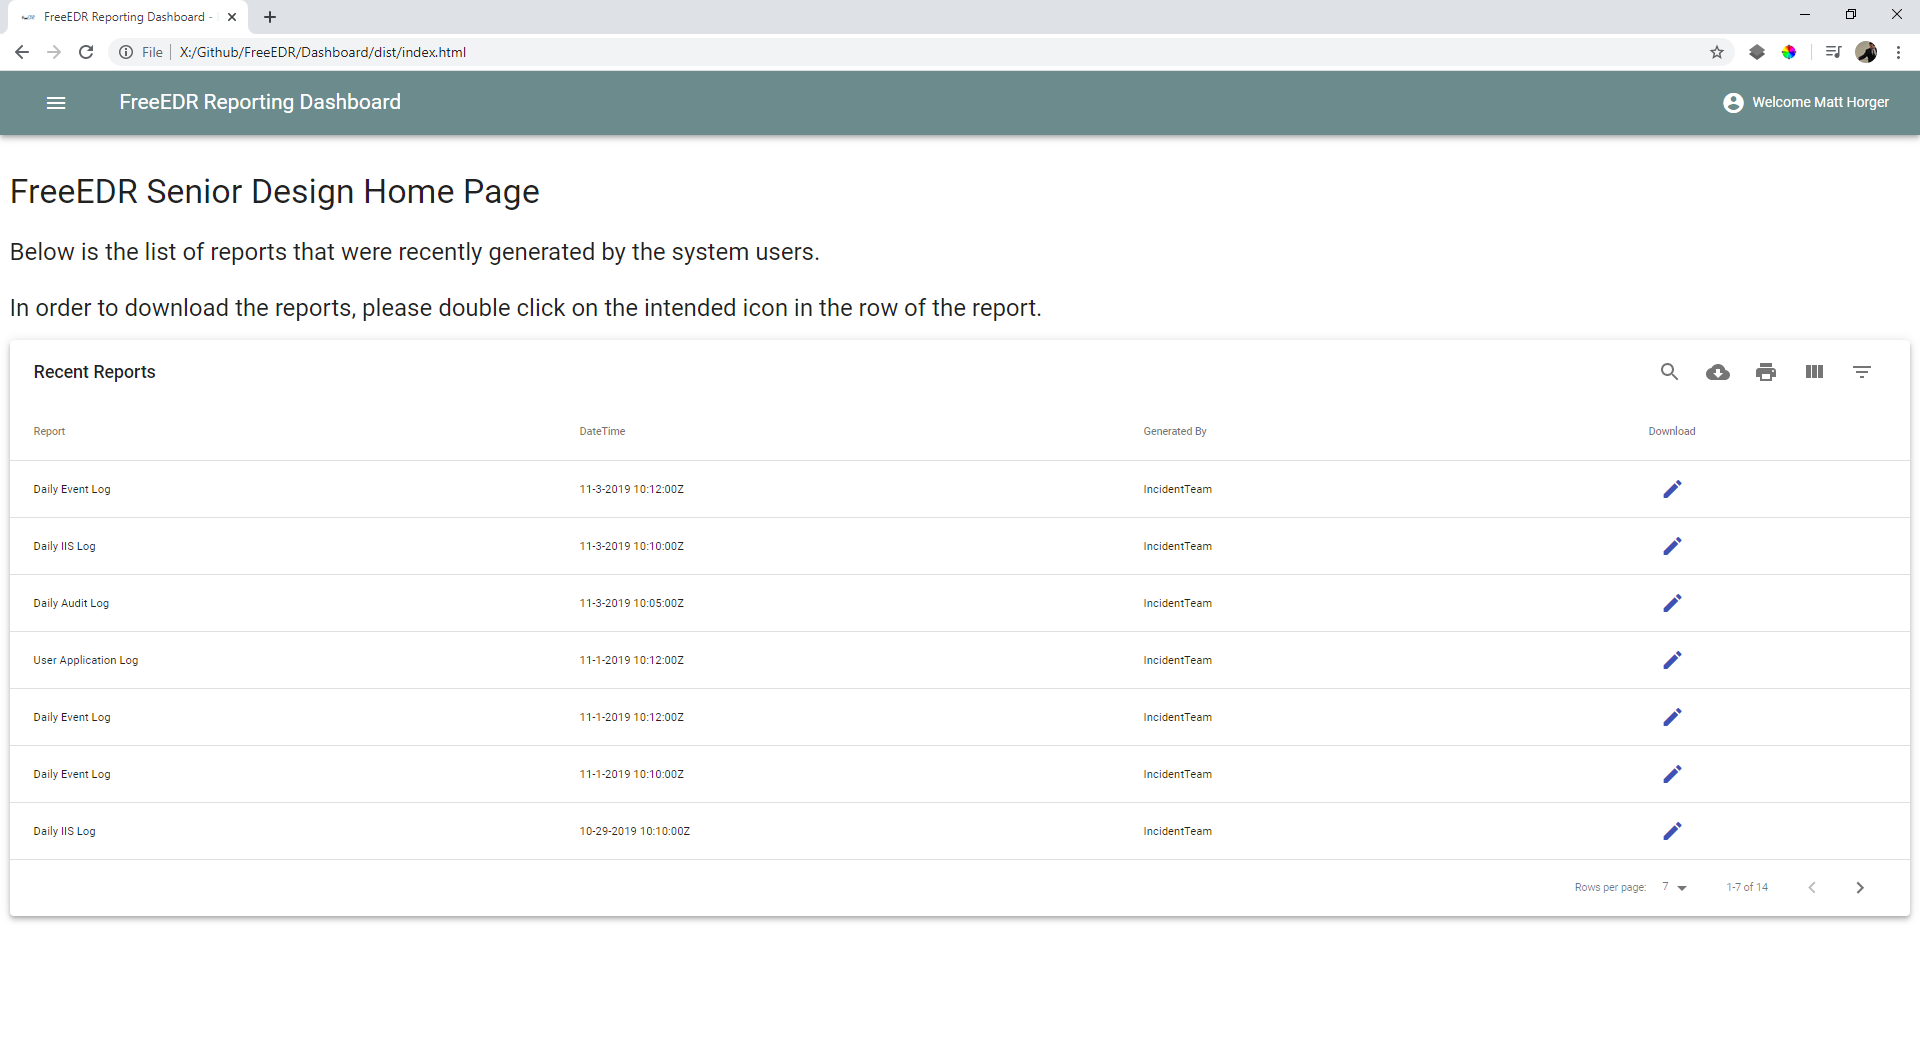 FreeEDR Reporting Dashboard -
File X:/Github/FreeEDR/Dashboard/dist/index.html
FreeEDR Reporting Dashboard Welcome Matt Horger
FreeEDR Senior Design Home Page
Below is the list of reports that were recently generated by the system users.
In order to download the reports, please double click on the intended icon in the row of the report.
Recent Reports
Report DateTime Generated By Download
Daily Event Log 11-3-2019 10:12:00Z IncidentTeam
Daily IIS Log 11-3-2019 10:10:00Z IncidentTeam
Daily Audit Log 11-3-2019 10:05:00Z IncidentTeam
User Application Log 11-1-2019 10:12:00Z IncidentTeam
Daily Event Log 11-1-2019 10:12:00Z IncidentTeam
Daily Event Log 11-1-2019 10:10:00Z IncidentTeam
Daily IIS Log 10-29-2019 10:10:00Z IncidentTeam
Rows per page: 7 1-7 of 14